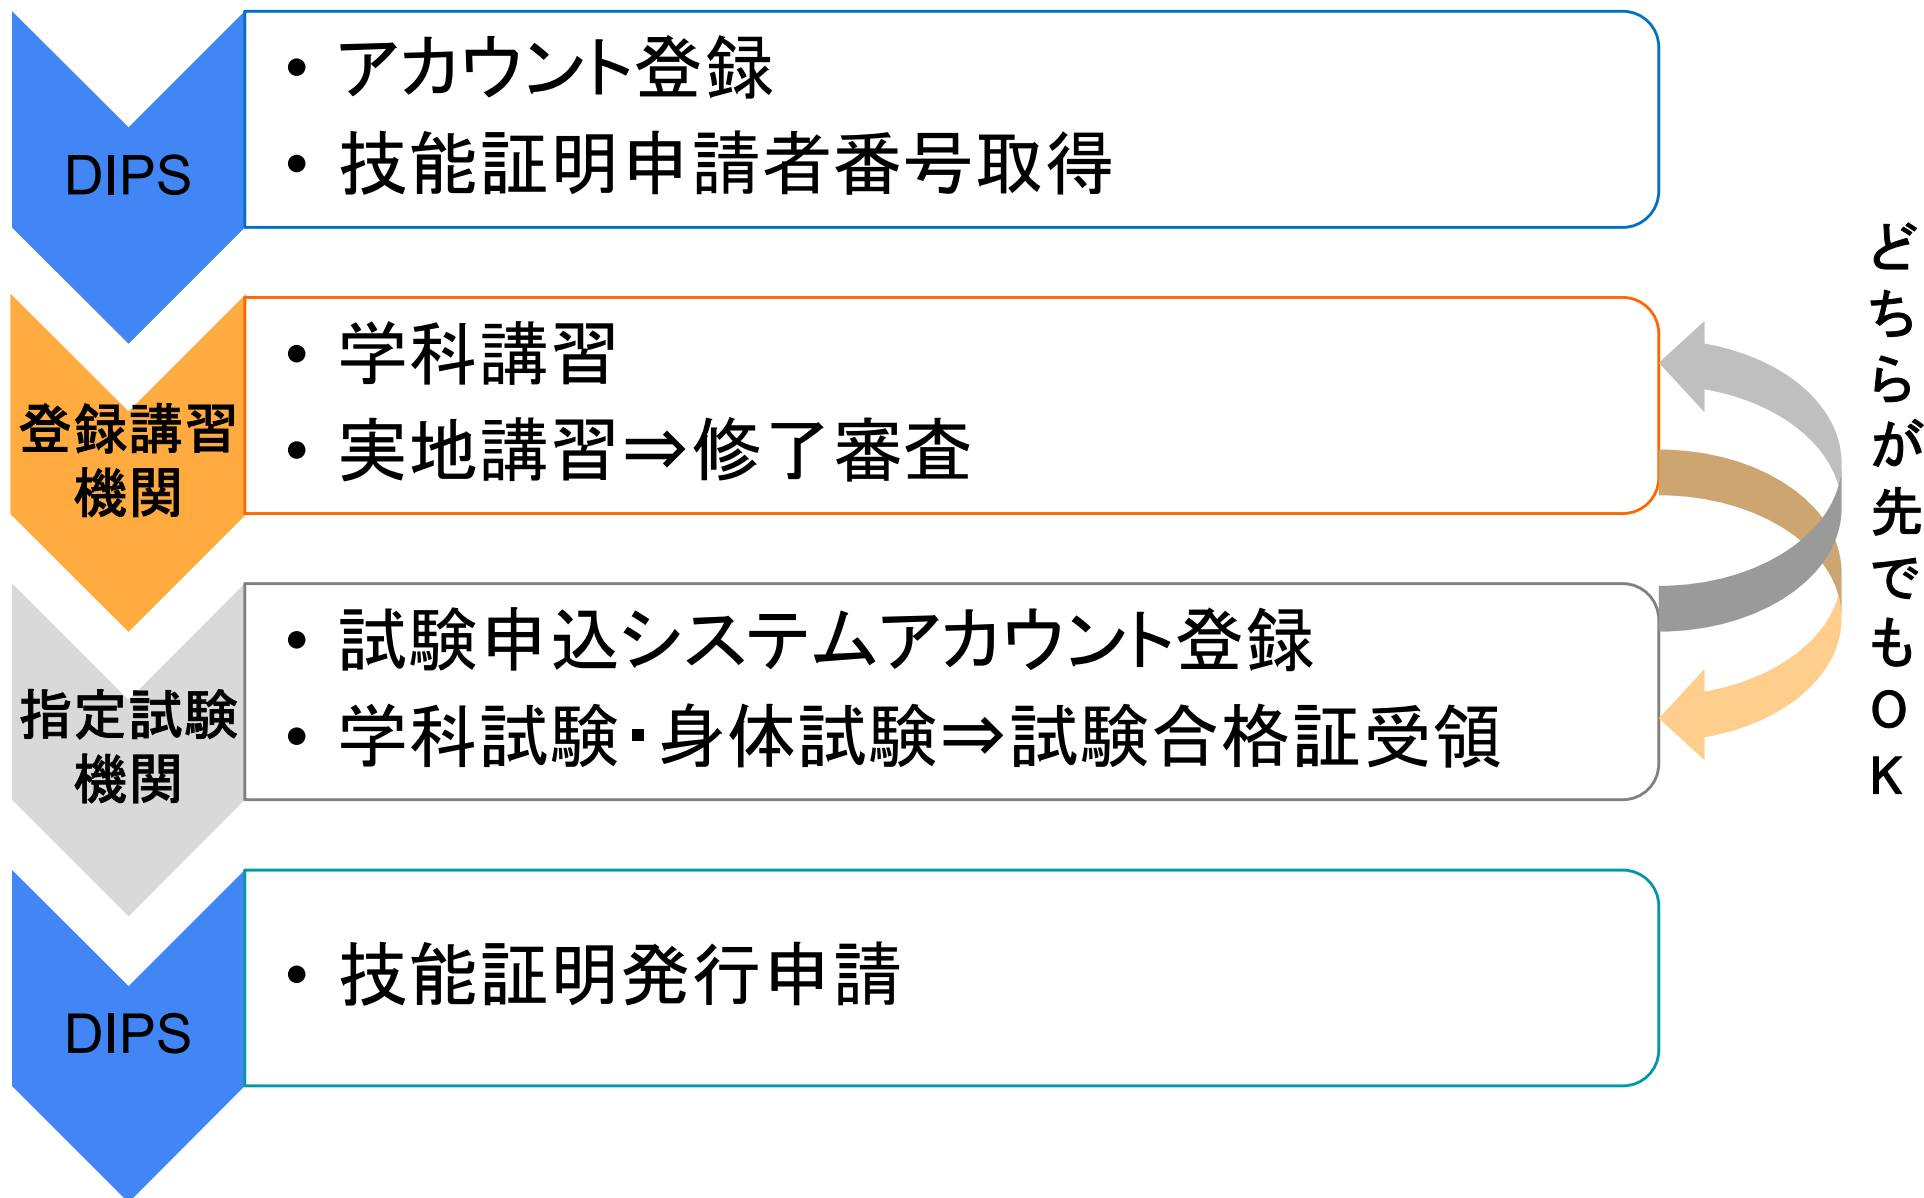 DIPS
• アカウント登録
• 技能証明申請者番号取得
登録講習
機関
• 学科講習
• 実地講習⇒修了審査
指定試験
機関
• 試験申込システムアカウント登録
• 学科試験・身体試験⇒試験合格証受領
DIPS
• 技能証明発行申請
どちらが先でもOK